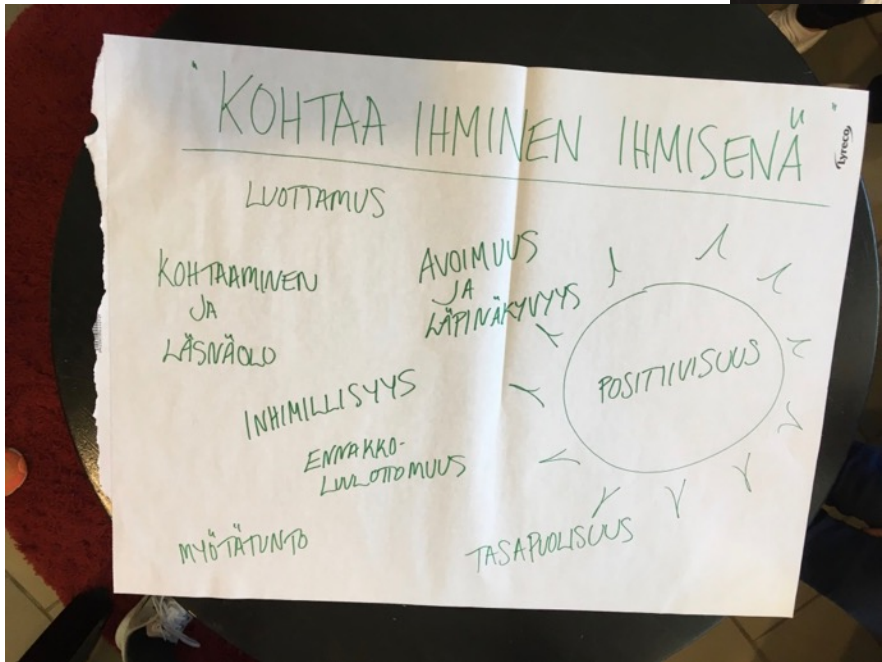 "KOHTAA IHMINEN IHMISENÄ"
Lyreco
LUOTTAMUS
KOHTAAMINEN
JA
LÄSNÄOLO
AVOIMUUS
JA
LÄPINÄKYVYYS
POSITIIVISUUS
INHIMILLISYYS
ENNAKKO-
LUULOTTOMUUS
MYÖTÄTUNTO
TASAPUOLISUUS